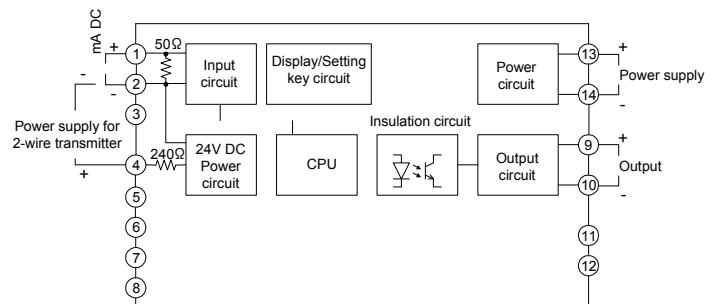 mA DC
+
-
50Ω
1
2
3
4
5
6
7
8
-
Power supply for
2-wire transmitter
+
240Ω
Input
circuit
24V DC
Power
circuit
Display/Setting
key circuit
CPU
Insulation circuit
Power
circuit
Output
circuit
13
14
9
10
11
12
+
Power supply
-
+
Output
-